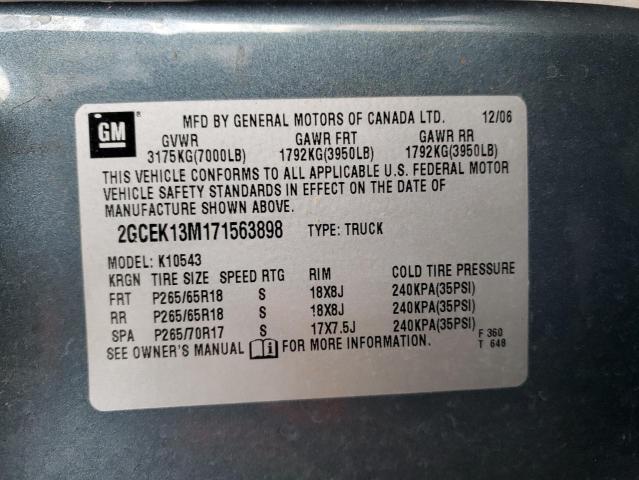 GM
MFD BY GENERAL MOTORS OF CANADA LTD. 12/06
GVWR GAWR FRT GAWR RR
3175KG(7000LB) 1792KG(3950LB) 1792KG(3950LB)
THIS VEHICLE CONFORMS TO ALL APPLICABLE U.S. FEDERAL MOTOR
VEHICLE SAFETY STANDARDS IN EFFECT ON THE DATE OF
MANUFACTURE SHOWN ABOVE.
2GCEK13M171563898 TYPE: TRUCK
MODEL: K10543
KRGN TIRE SIZE SPEED RTG RIM COLD TIRE PRESSURE
FRT P265/65R18 S 18X8J 240KPA(35PSI)
RR P265/65R18 S 18X8J 240KPA(35PSI)
SPA P265/70R17 S 17X7.5J 240KPA(35PSI)
SEE OWNER'S MANUAL FOR MORE INFORMATION.
F 360
T 648